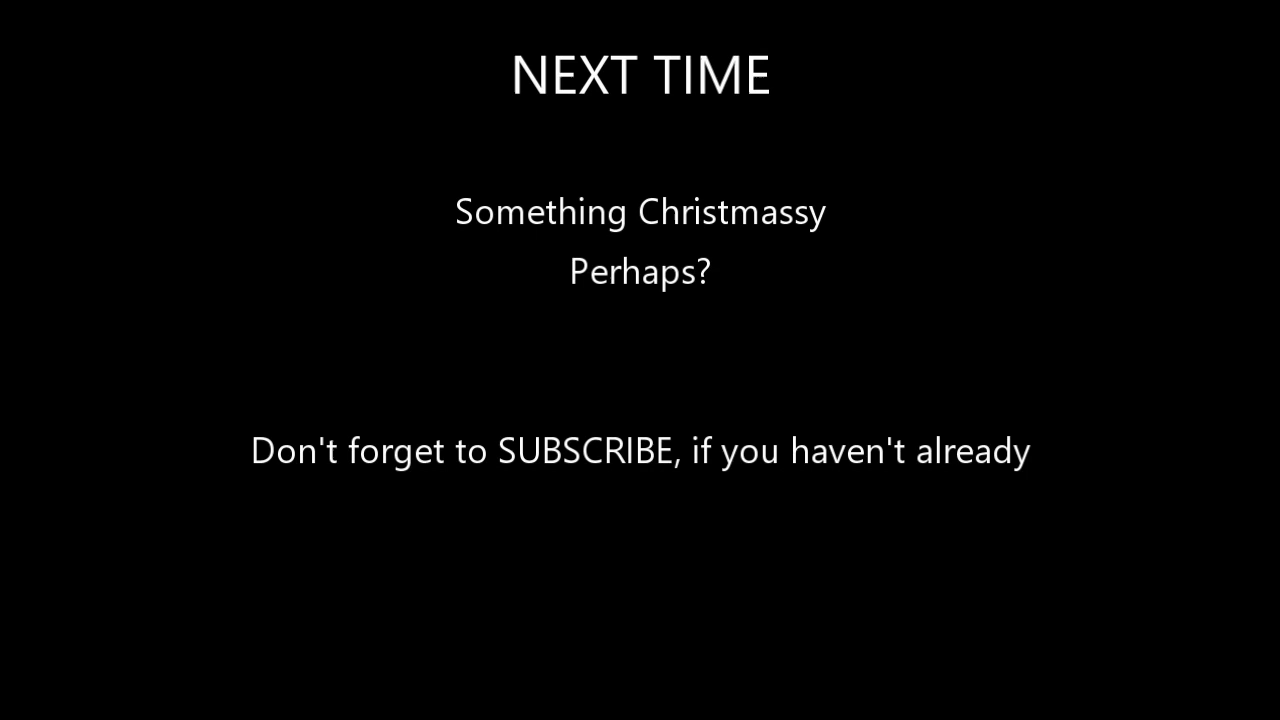 NEXT TIME
Something Christmassy
Perhaps?
Don't forget to SUBSCRIBE, if you haven't already